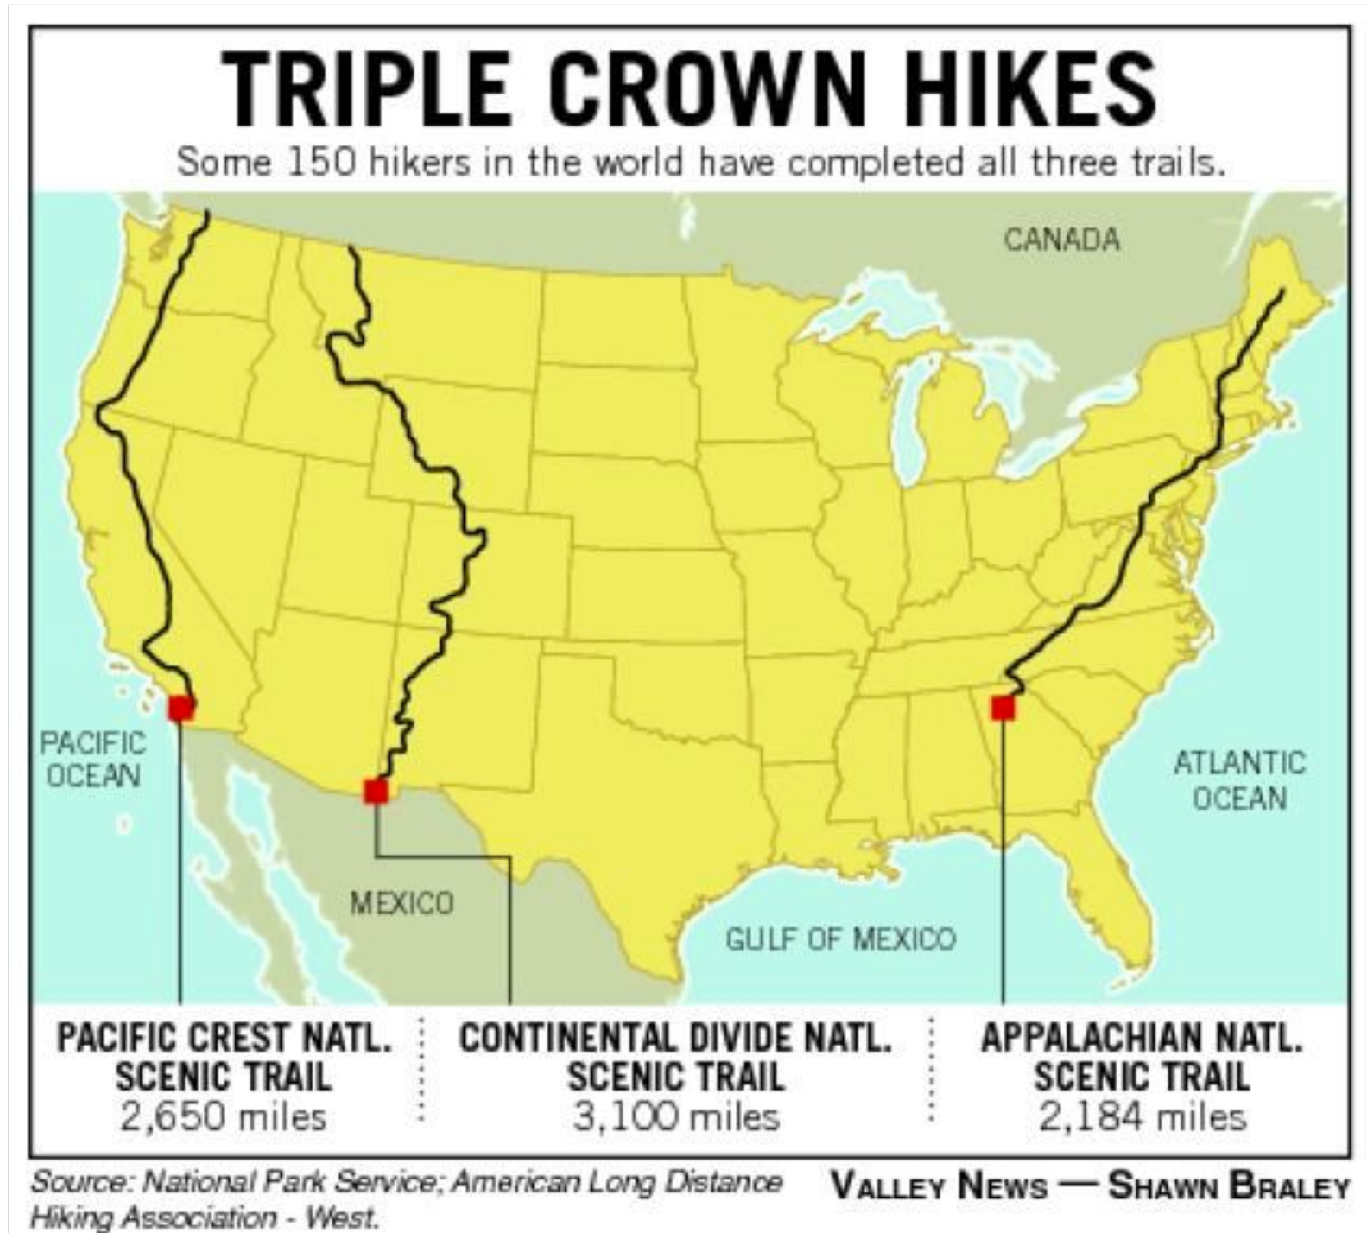 TRIPLE CROWN HIKES
Some 150 hikers in the world have completed all three trails.
CANADA
PACIFIC
OCEAN
ATLANTIC
OCEAN
MEXICO
GULF OF MEXICO
PACIFIC CREST NATL.
SCENIC TRAIL
2,650 miles
CONTINENTAL DIVIDE NATL.
SCENIC TRAIL
3,100 miles
APPALACHIAN NATL.
SCENIC TRAIL
2,184 miles
Source: National Park Service; American Long Distance
Hiking Association - West.
VALLEY NEWS — SHAWN BRALEY